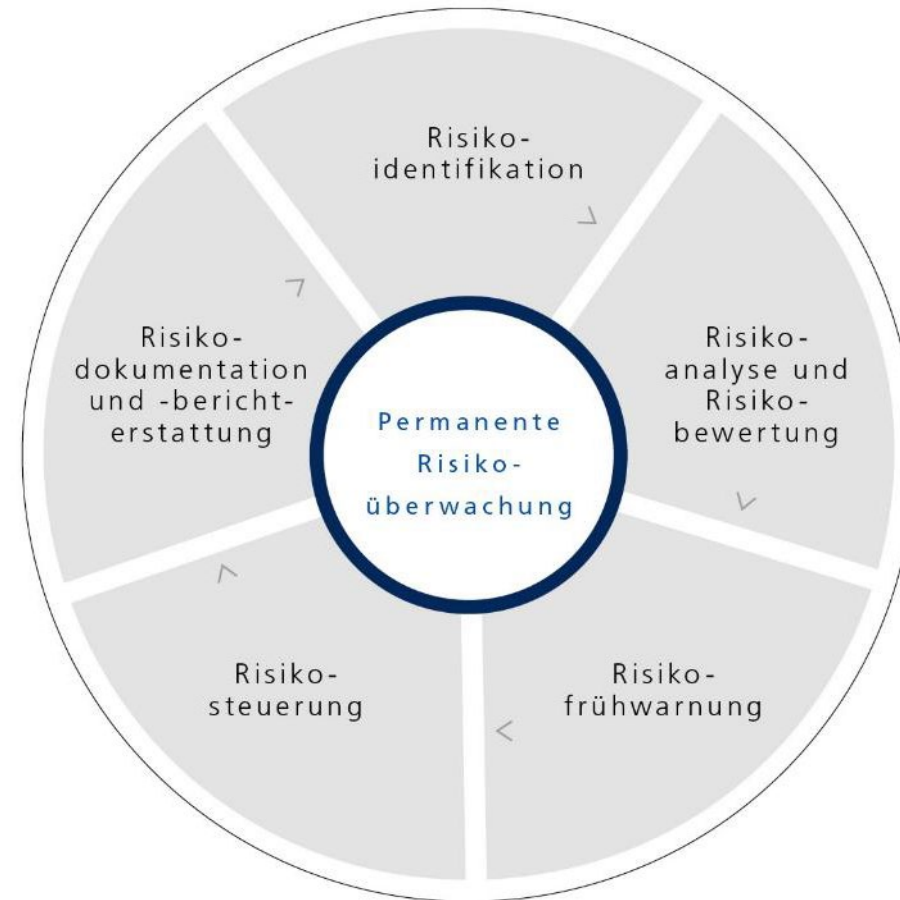 Risiko-
identifikation
Risiko-
analyse und
Risiko-
bewertung
Risiko-
frühwarnung
Risiko-
steuerung
Risiko-
dokumentation
und -bericht-
erstattung
Permanente
Risiko-
überwachung